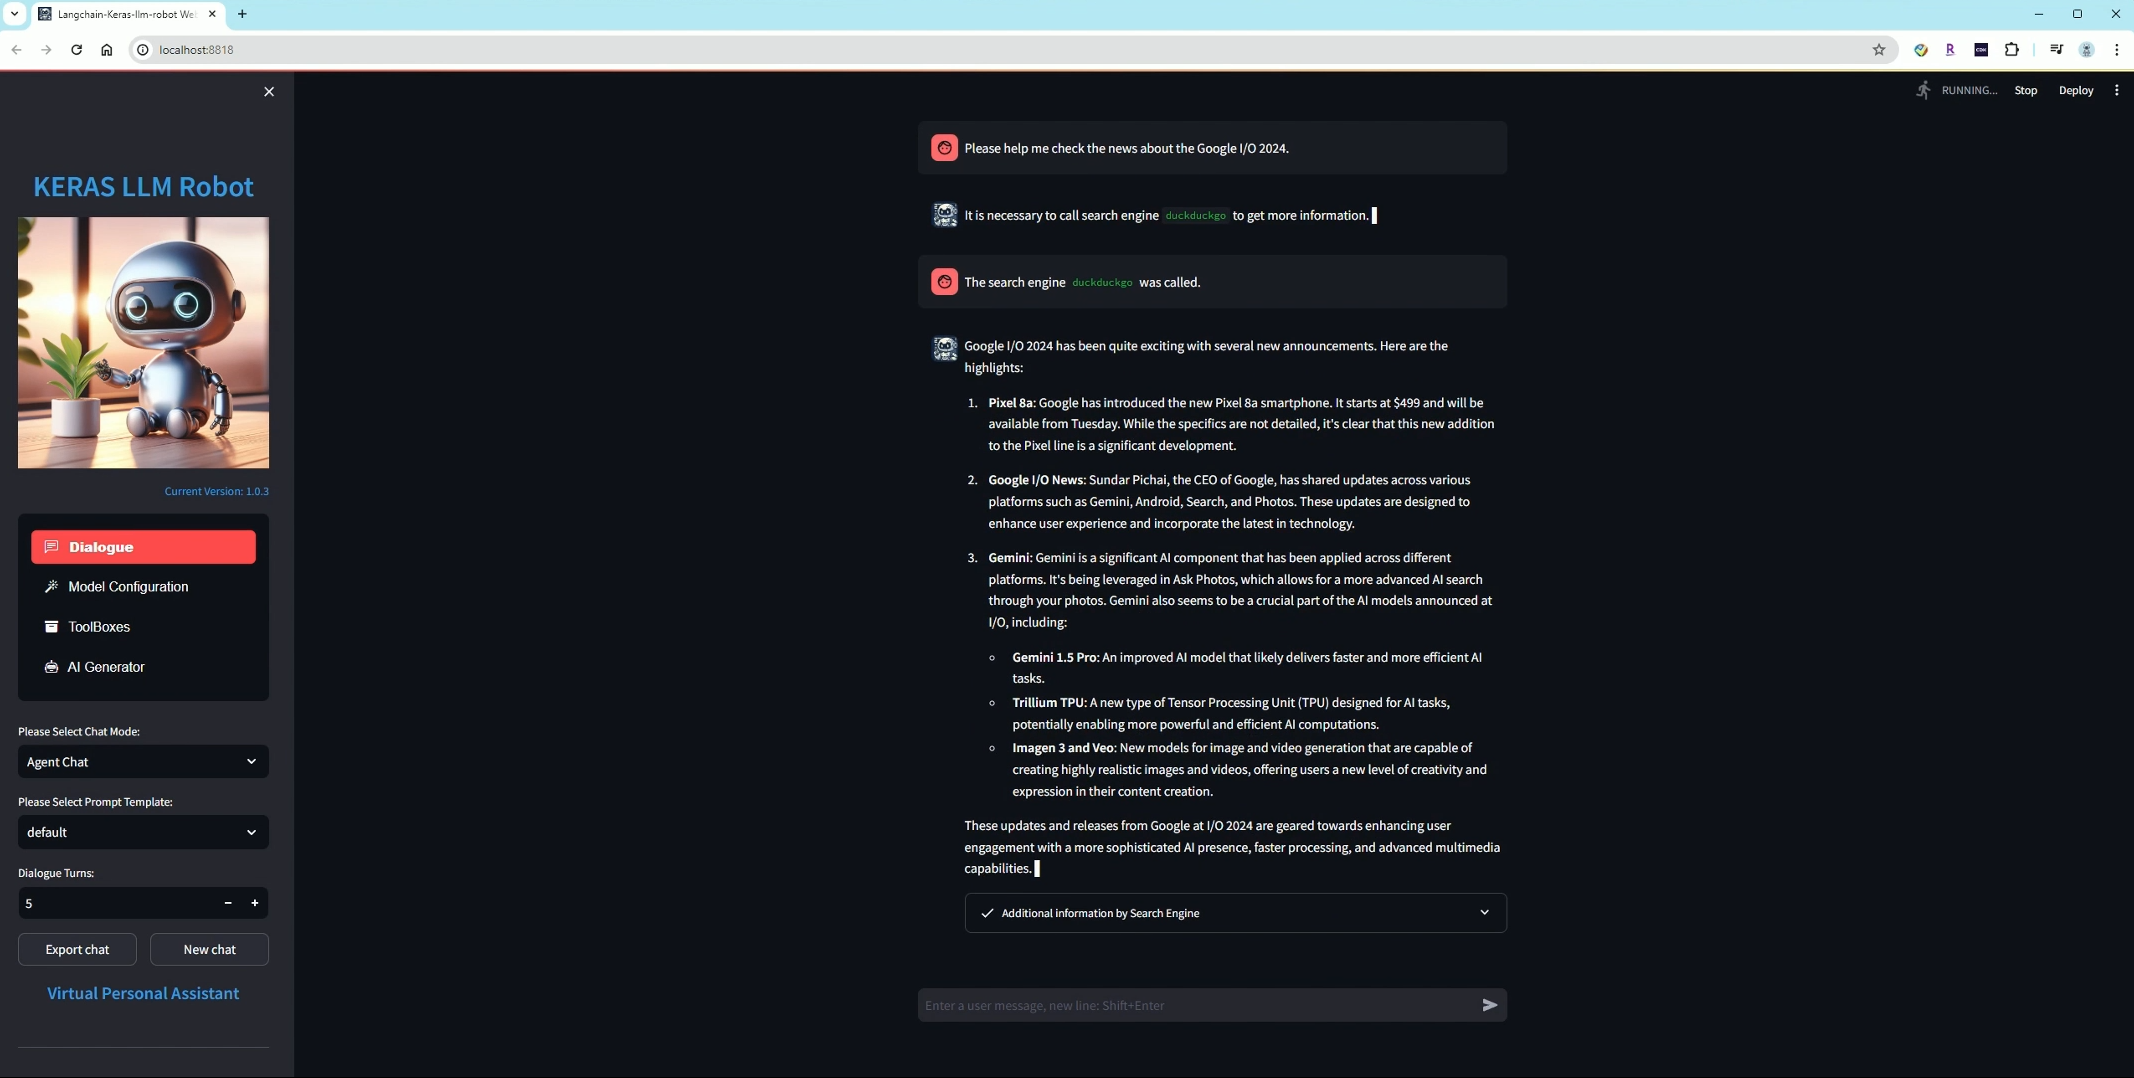 Langchain-Keras-llm-robot We
localhost:8818
RUNNING...
Stop
Deploy
KERAS LLM Robot
Current Version: 1.0.3
Dialogue
Model Configuration
ToolBoxes
AI Generator
Please Select Chat Mode:
Agent Chat
Please Select Prompt Template:
default
Dialogue Turns:
5
Export chat
New chat
Virtual Personal Assistant
Please help me check the news about the Google I/O 2024.
It is necessary to call search engine duckduckgo to get more information.
The search engine duckduckgo was called.
Google I/O 2024 has been quite exciting with several new announcements. Here are the
highlights:
1. Pixel 8a: Google has introduced the new Pixel 8a smartphone. It starts at $499 and will be
available from Tuesday. While the specifics are not detailed, it's clear that this new addition
to the Pixel line is a significant development.
2. Google I/O News: Sundar Pichai, the CEO of Google, has shared updates across various
platforms such as Gemini, Android, Search, and Photos. These updates are designed to
enhance user experience and incorporate the latest in technology.
3. Gemini: Gemini is a significant AI component that has been applied across different
platforms. It's being leveraged in Ask Photos, which allows for a more advanced AI search
through your photos. Gemini also seems to be a crucial part of the AI models announced at
I/O, including:
Gemini 1.5 Pro: An improved AI model that likely delivers faster and more efficient AI
tasks.
Trillium TPU: A new type of Tensor Processing Unit (TPU) designed for AI tasks,
potentially enabling more powerful and efficient AI computations.
Imagen 3 and Veo: New models for image and video generation that are capable of
creating highly realistic images and videos, offering users a new level of creativity and
expression in their content creation.
These updates and releases from Google at I/O 2024 are geared towards enhancing user
engagement with a more sophisticated AI presence, faster processing, and advanced multimedia
capabilities.
Additional information by Search Engine
Enter a user message, new line: Shift+Enter